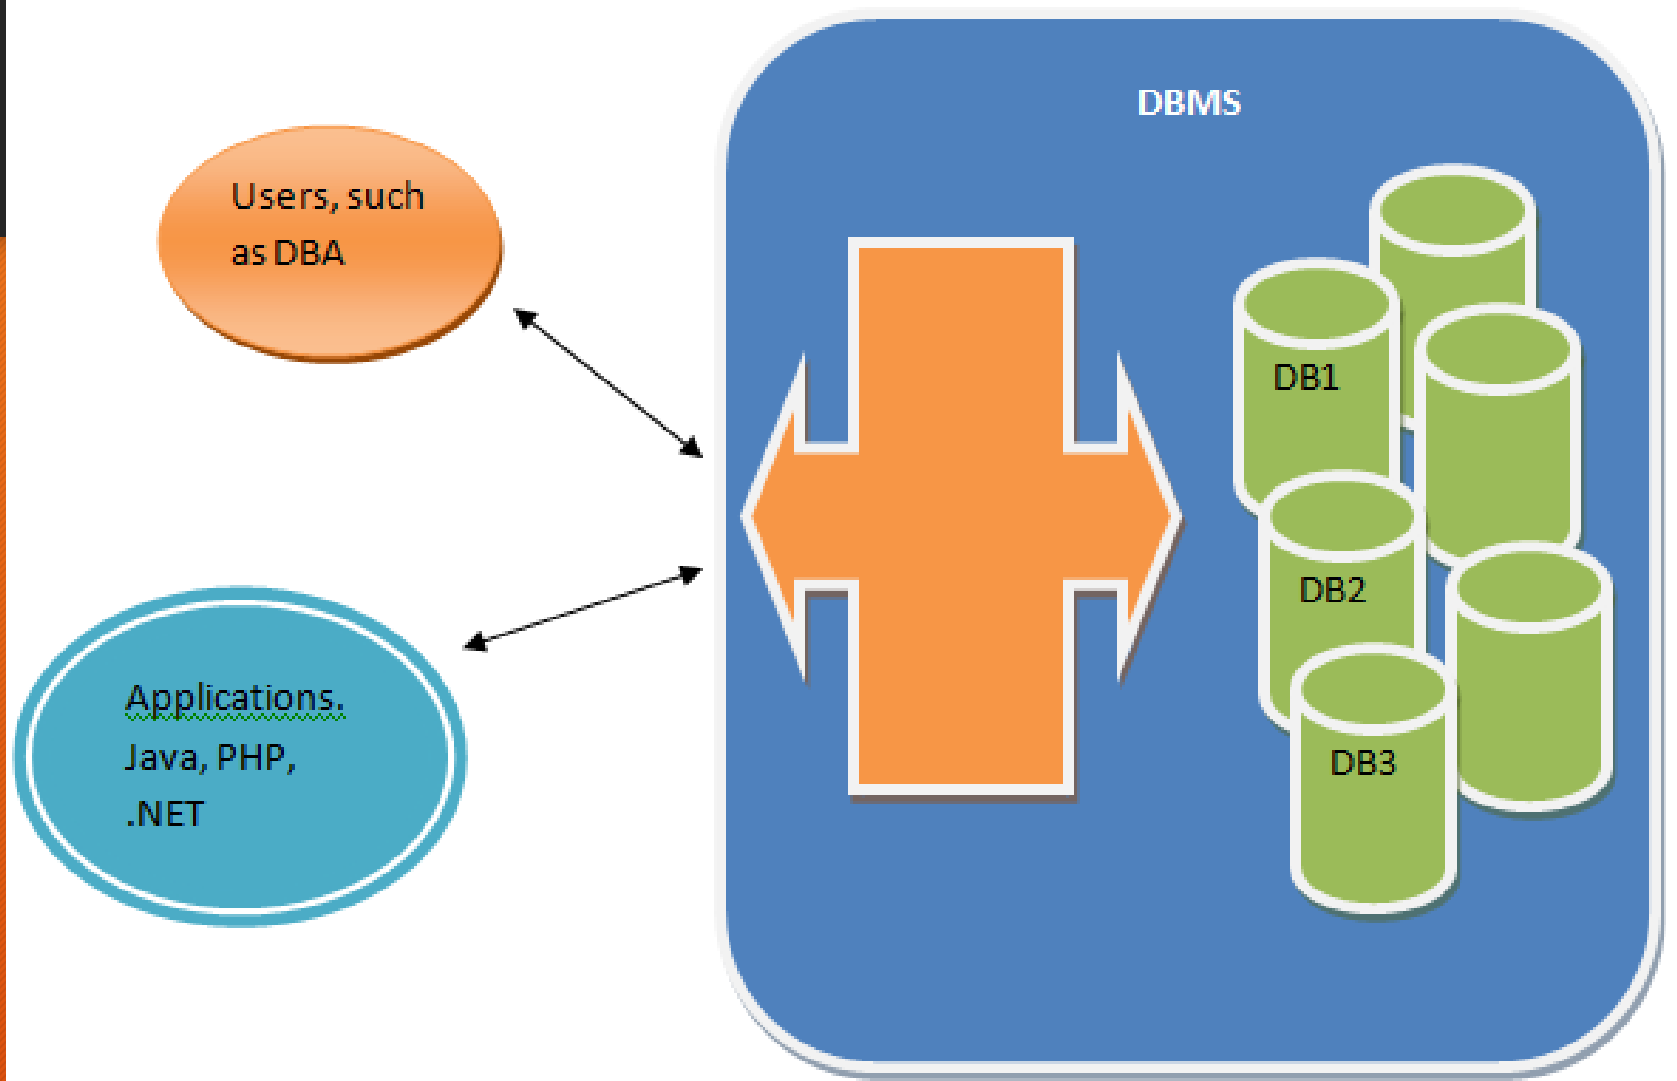 DBMS
Users, such
as DBA
DB1
DB2
DB3
Applications.
Java, PHP,
.NET